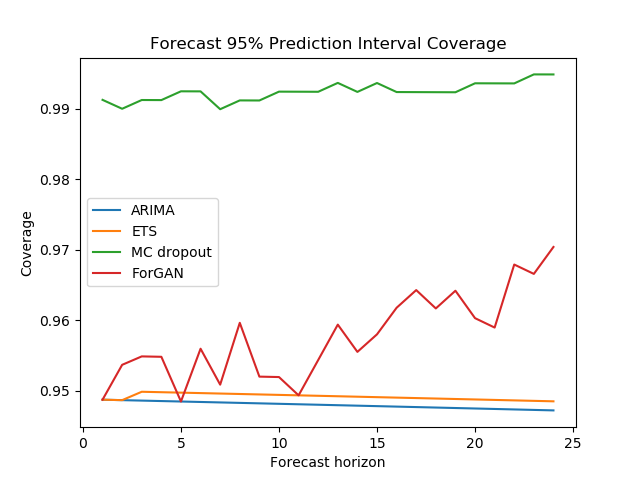 Forecast 95% Prediction Interval Coverage
Coverage
0.99
0.98
0.97
0.96
0.95
ARIMA
ETS
MC dropout
ForGAN
0
5
10
15
20
25
Forecast horizon